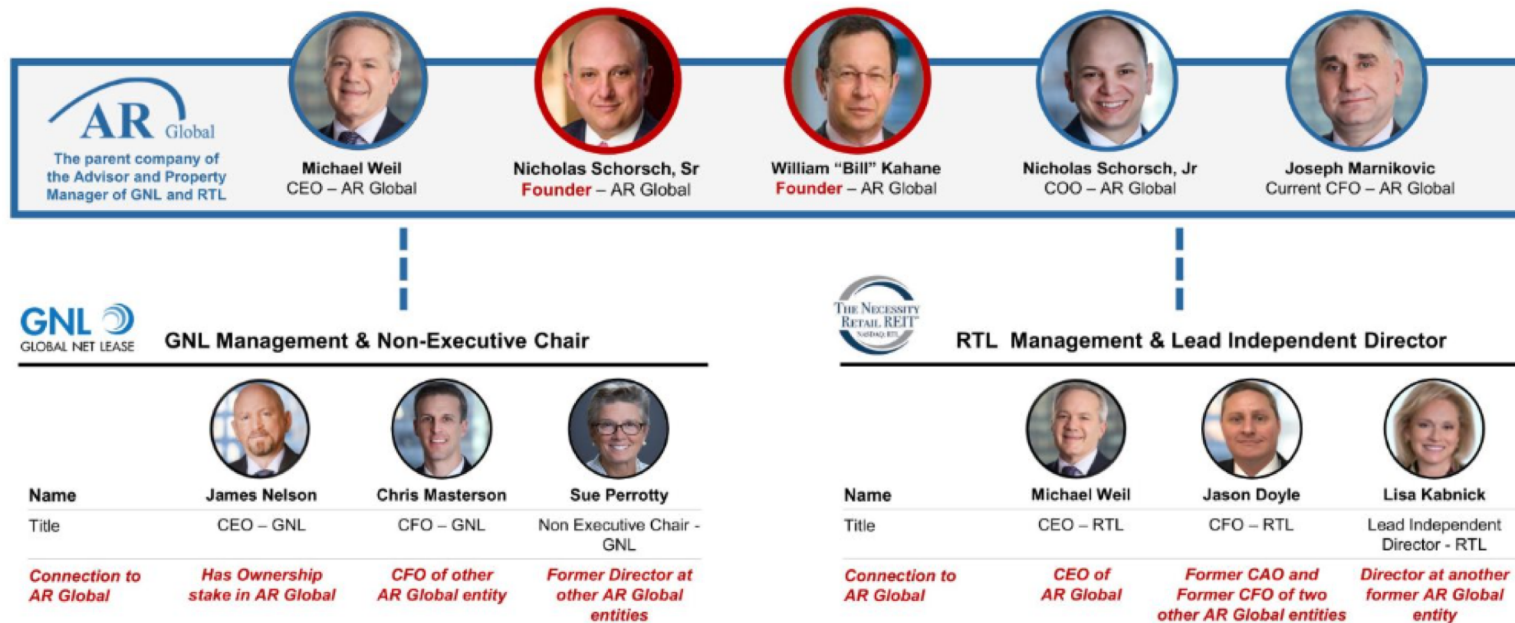 AR Global
The parent company of
the Advisor and Property
Manager of GNL and RTL
Michael Weil
CEO – AR Global
Nicholas Schorsch, Sr
Founder – AR Global
William “Bill” Kahane
Founder – AR Global
Nicholas Schorsch, Jr
COO – AR Global
Joseph Marnikovic
Current CFO – AR Global
GNL
GLOBAL NET LEASE
GNL Management & Non-Executive Chair
Name
James Nelson
Chris Masterson
Sue Perrotty
Title
CEO – GNL
CFO – GNL
Non Executive Chair -
GNL
Connection to
AR Global
Has Ownership
stake in AR Global
CFO of other
AR Global entity
Former Director at
other AR Global
entities
THE NECESSITY
RETAIL REIT
NASDAQ: RTL
RTL Management & Lead Independent Director
Name
Michael Weil
Jason Doyle
Lisa Kabnick
Title
CEO – RTL
CFO – RTL
Lead Independent
Director - RTL
Connection to
AR Global
CEO of
AR Global
Former CAO and
Former CFO of two
other AR Global entities
Director at another
former AR Global
entity